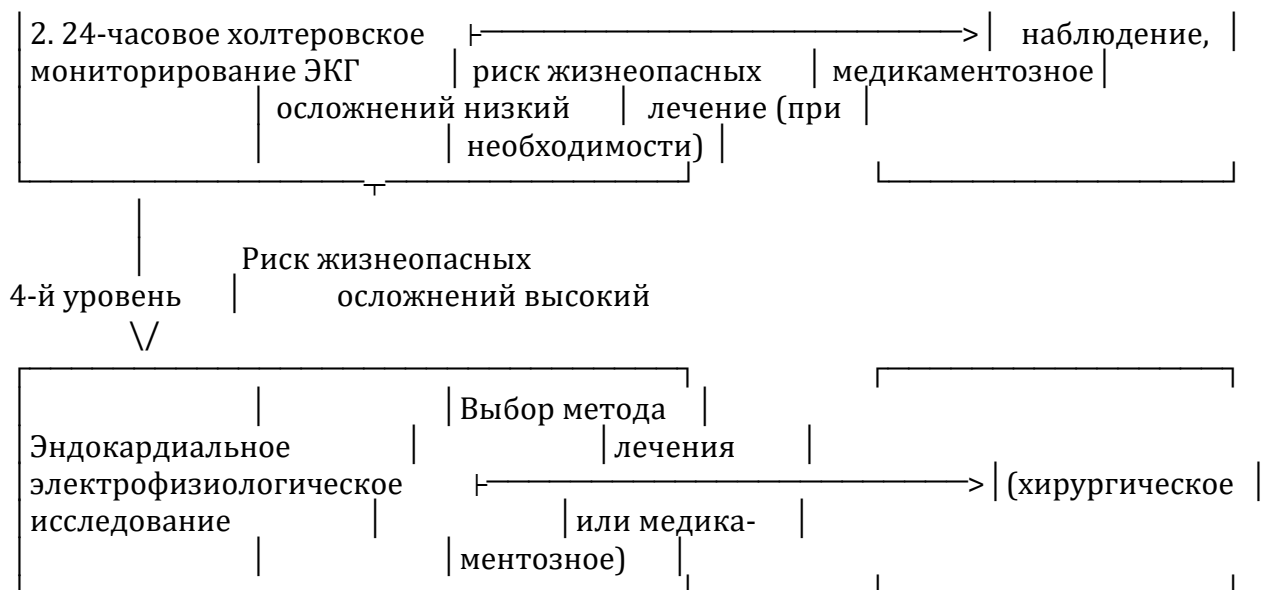 2. 24-часовое холтеровское наблюдение,
мониторирование ЭКГ риск жизнеопасных медикаментозное
осложнений низкий лечение (при
необходимости)
Риск жизнеопасных
4-й уровень осложнений высокий
Выбор метода
Эндокардиальное лечения
электрофизиологическое (хирургическое
исследование или медика-
ментозное)